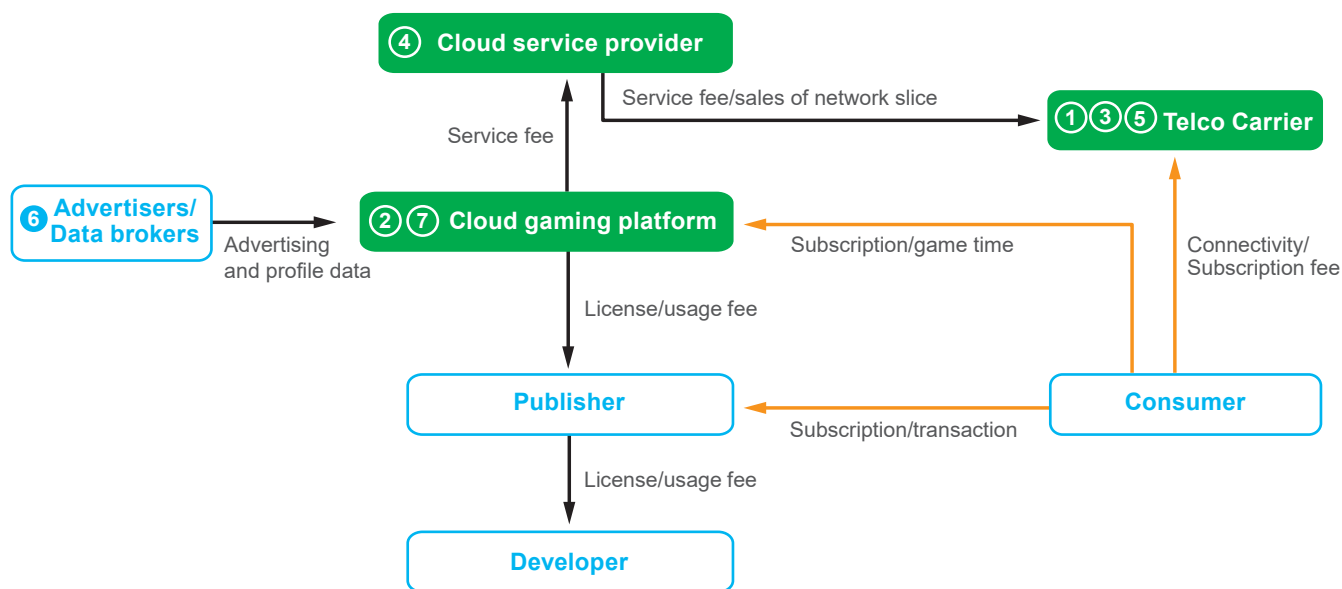 ④ Cloud service provider
Service fee/sales of network slice
① ③ ⑤ Telco Carrier
Service fee
❻ Advertisers/
Data brokers
② ⑦ Cloud gaming platform
Advertising
and profile data
Subscription/game time
Connectivity/
Subscription fee
License/usage fee
Publisher
Consumer
Subscription/transaction
License/usage fee
Developer